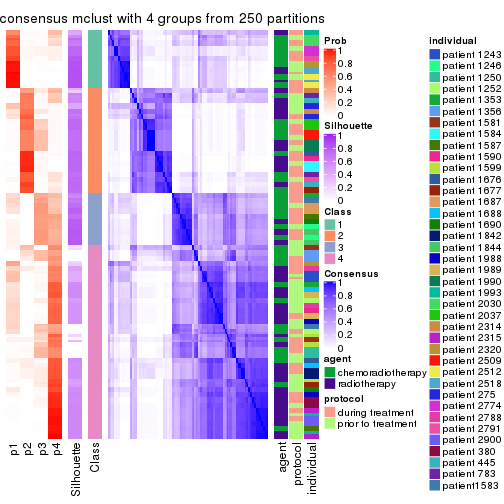 consensus mclust with 4 groups from 250 partitions
p1
p2
p3
p4
Silhouette
Class
agent
protocol
individual
Prob
1
0.8
0.6
0.4
0.2
0
Silhouette
1
0.8
0.6
0.4
0.2
0
Class
1
2
3
4
Consensus
1
0.8
0.6
0.4
0.2
0
agent
chemoradiotherapy
radiotherapy
protocol
during treatment
prior to treatment
individual
patient 1243
patient 1246
patient 1250
patient 1252
patient 1353
patient 1356
patient 1581
patient 1584
patient 1587
patient 1590
patient 1599
patient 1676
patient 1677
patient 1687
patient 1688
patient 1690
patient 1842
patient 1844
patient 1988
patient 1989
patient 1990
patient 1993
patient 2030
patient 2037
patient 2314
patient 2315
patient 2320
patient 2509
patient 2512
patient 2518
patient 275
patient 2774
patient 2788
patient 2791
patient 2900
patient 380
patient 445
patient 783
patient1583